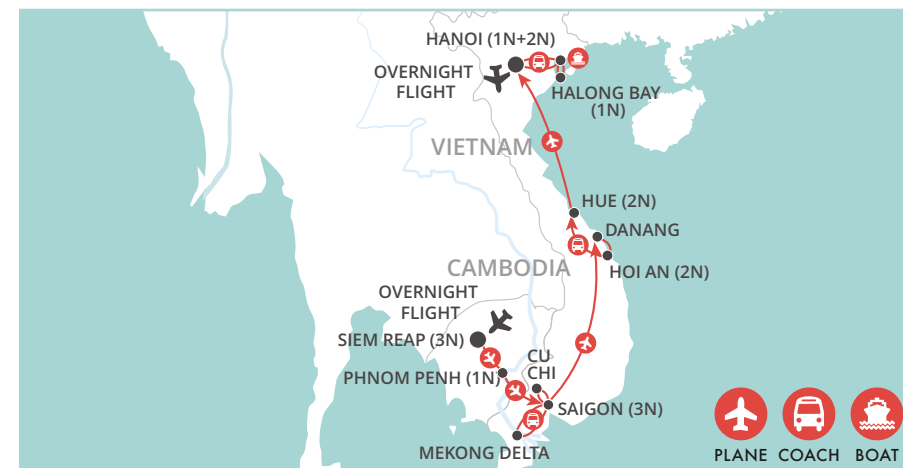 HANOI (1N+2N)
OVERNIGHT
FLIGHT
HALONG BAY
(1N)
VIETNAM
HUE (2N)
DANANG
CAMBODIA
HOI AN (2N)
OVERNIGHT
FLIGHT
SIEM REAP (3N)
CU
CHI
PHNOM PENH (1N)
SAIGON (3N)
MEKONG DELTA
PLANE COACH BOAT